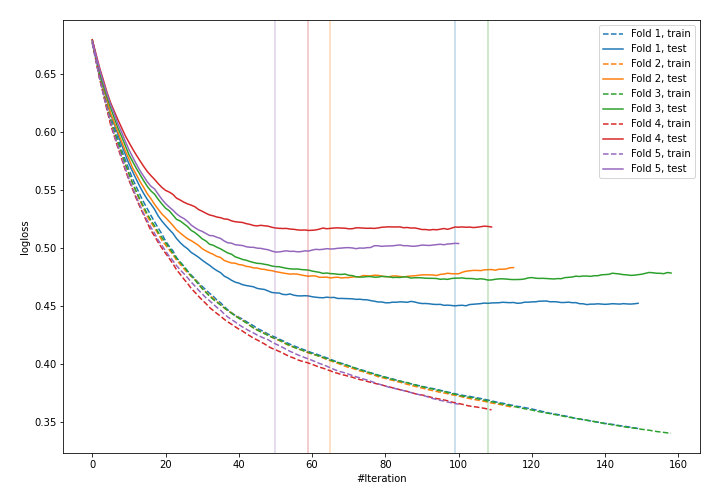 Fold 1, train
Fold 1, test
Fold 2, train
Fold 2, test
Fold 3, train
Fold 3, test
Fold 4, train
Fold 4, test
Fold 5, train
Fold 5, test
logloss
0.65
0.60
0.55
0.50
0.45
0.40
0.35
0 20 40 60 80 100 120 140 160
#Iteration